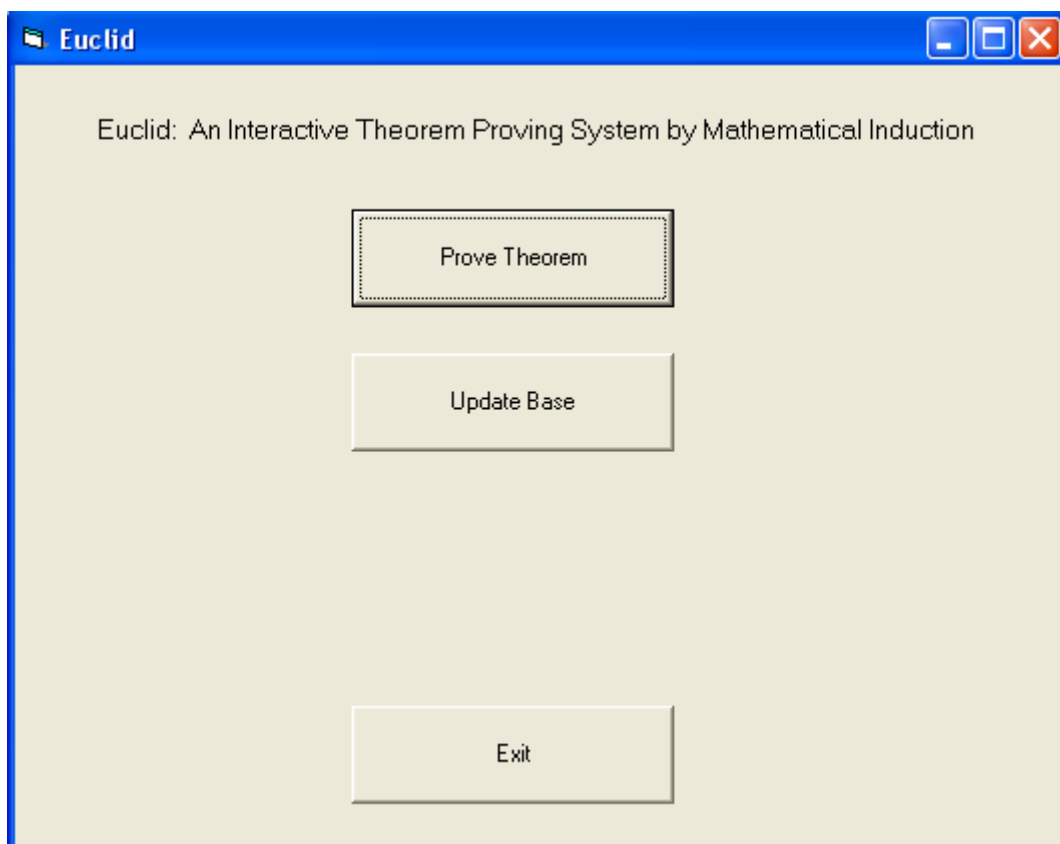 Euclid
Euclid: An Interactive Theorem Proving System by Mathematical Induction
Prove Theorem
Update Base
Exit